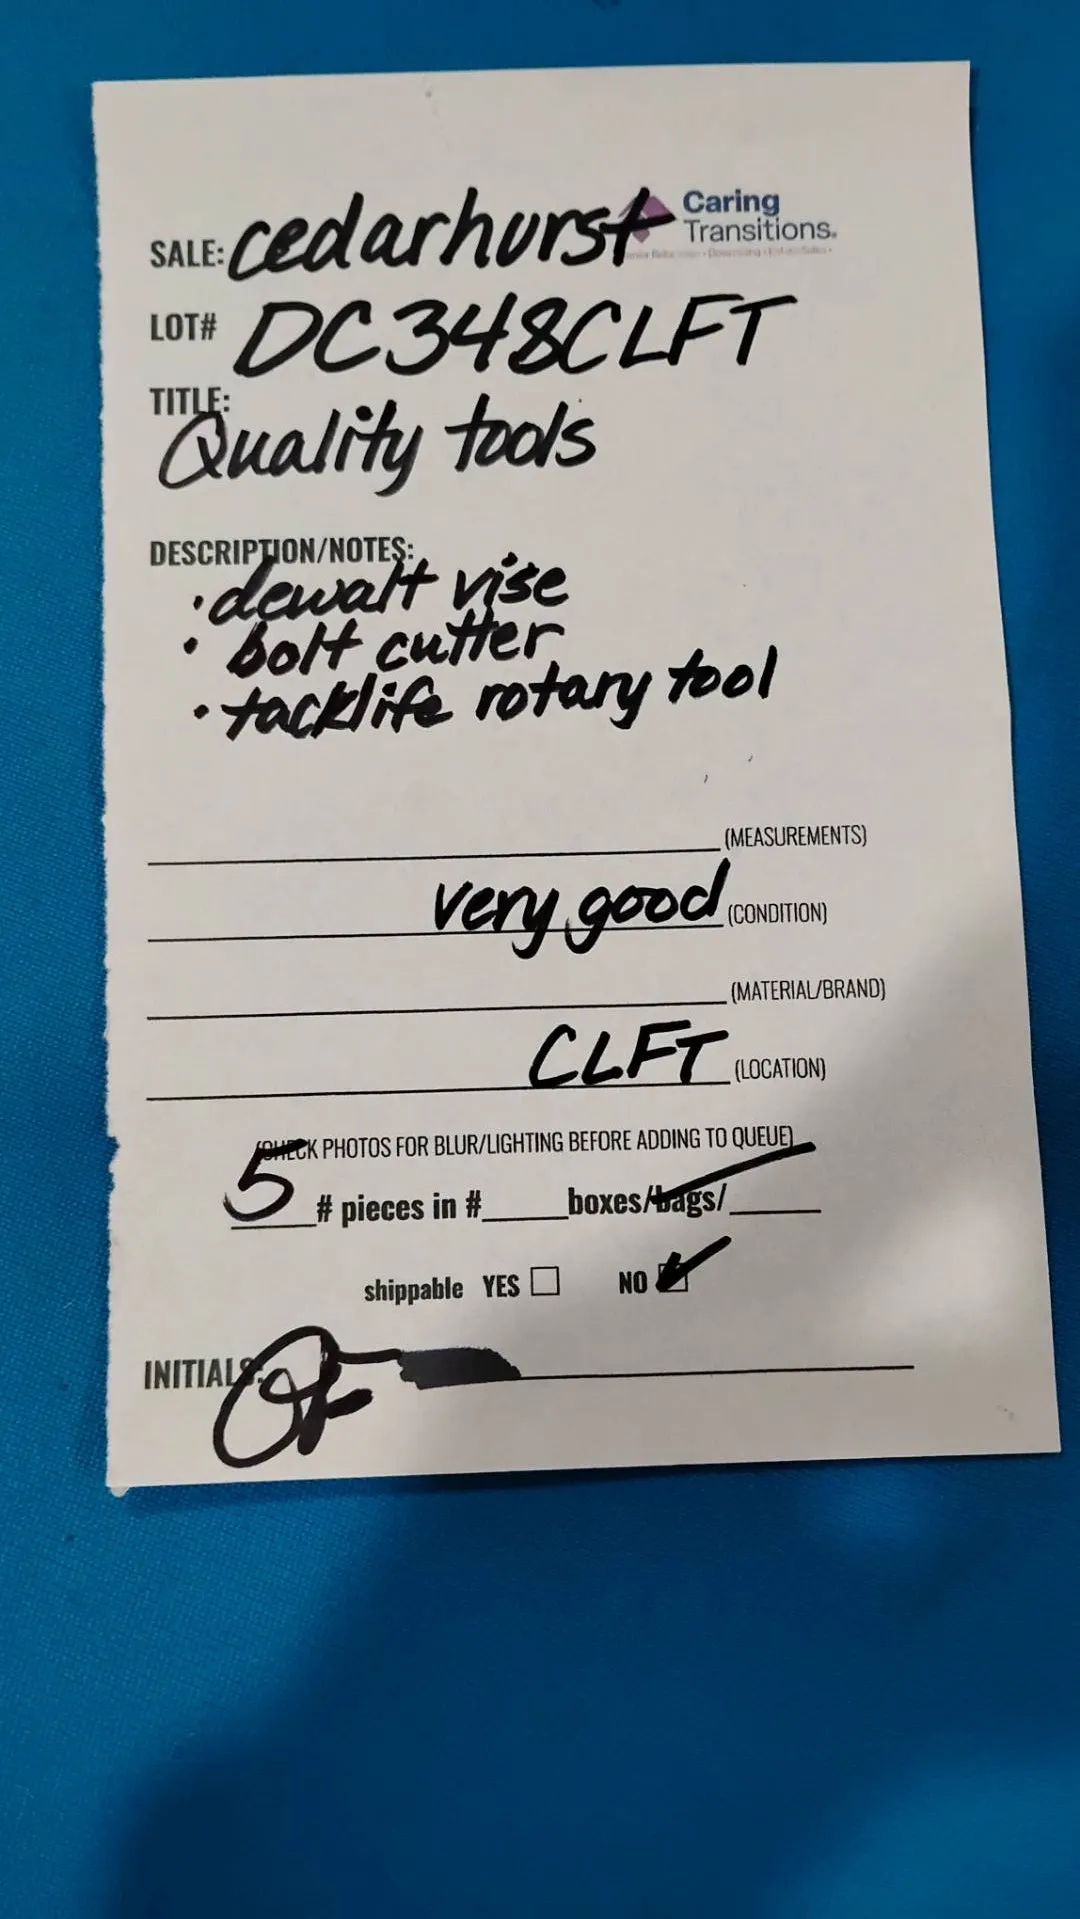 Caring
SALE: cedarhurst Transitions.
LOT# DC348CLFT
TITLE:
Quality tools
DESCRIPTION/NOTES:
• dewalt vise
• bolt cutter
• tacklife rotary tool
(MEASUREMENTS)
very good (CONDITION)
(MATERIAL/BRAND)
CLFT (LOCATION)
(CHECK PHOTOS FOR BLUR/LIGHTING BEFORE ADDING TO QUEUE)
5 # pieces in #______boxes/bags/______
shippable YES ☐ NO ☑
INITIALS: